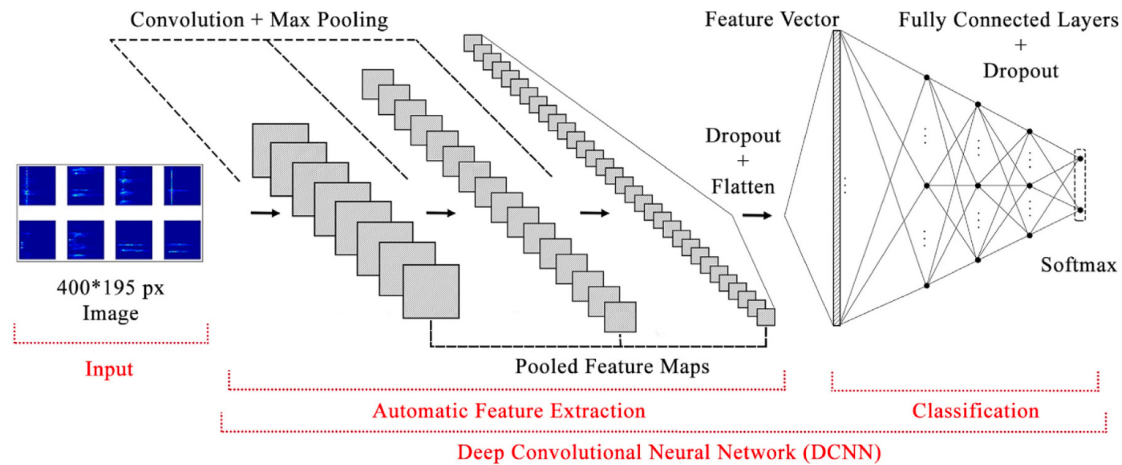 Convolution + Max Pooling
Feature Vector
Fully Connected Layers
+
Dropout
Dropout
+
Flatten
400*195 px
Image
Softmax
Pooled Feature Maps
Input
Automatic Feature Extraction
Classification
Deep Convolutional Neural Network (DCNN)